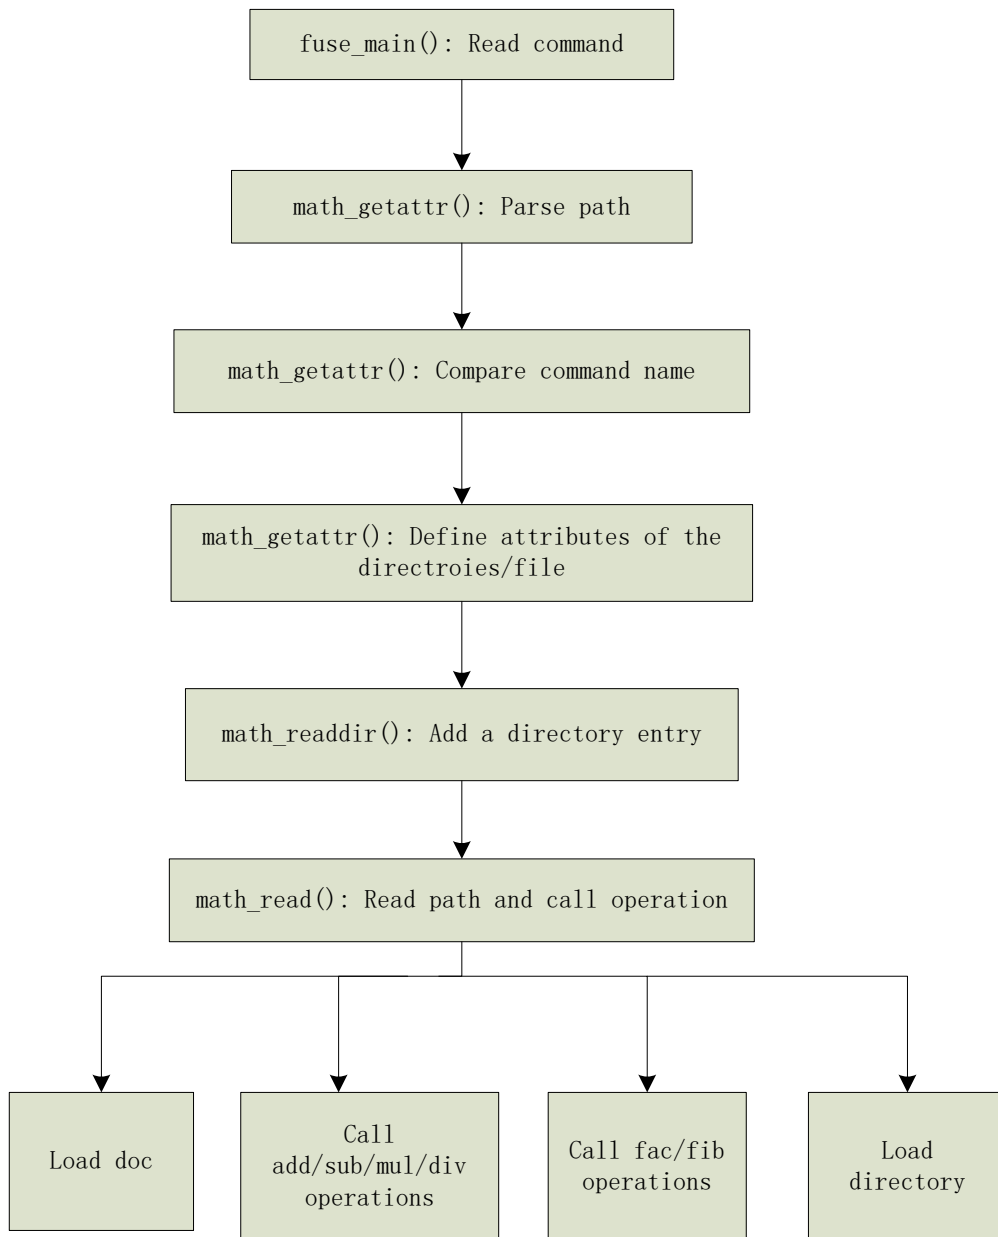 fuse_main(): Read command
math_getattr(): Parse path
math_getattr(): Compare command name
math_getattr(): Define attributes of the
directroies/file
math_readdir(): Add a directory entry
math_read(): Read path and call operation
Load doc
Call
add/sub/mul/div
operations
Call fac/fib
operations
Load
directory